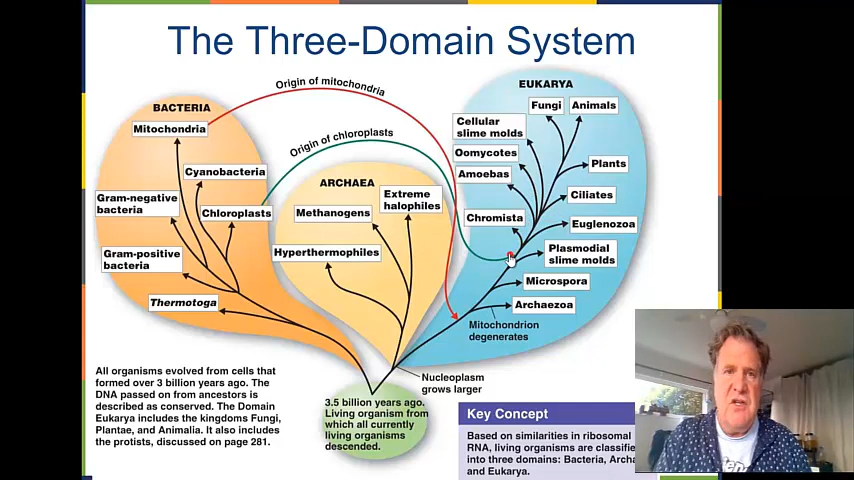 The Three-Domain System
Origin of mitochondria
Origin of chloroplasts
BACTERIA
Mitochondria
Cyanobacteria
Gram-negative
bacteria
Chloroplasts
Gram-positive
bacteria
Thermotoga
ARCHAEA
Extreme
halophiles
Methanogens
Hyperthermophiles
EUKARYA
Fungi
Animals
Cellular
slime molds
Oomycetes
Plants
Amoebas
Ciliates
Chromista
Euglenozoa
Plasmodial
slime molds
Microspora
Archaezoa
Mitochondrion
degenerates
Nucleoplasm
grows larger
All organisms evolved from cells that
formed over 3 billion years ago. The
DNA passed on from ancestors is
described as conserved. The Domain
Eukarya includes the kingdoms Fungi,
Plantae, and Animalia. It also includes
the protists, discussed on page 281.
3.5 billion years ago.
Living organism from
which all currently
living organisms
descended.
Key Concept
Based on similarities in ribosomal
RNA, living organisms are classifie
into three domains: Bacteria, Archa
and Eukarya.